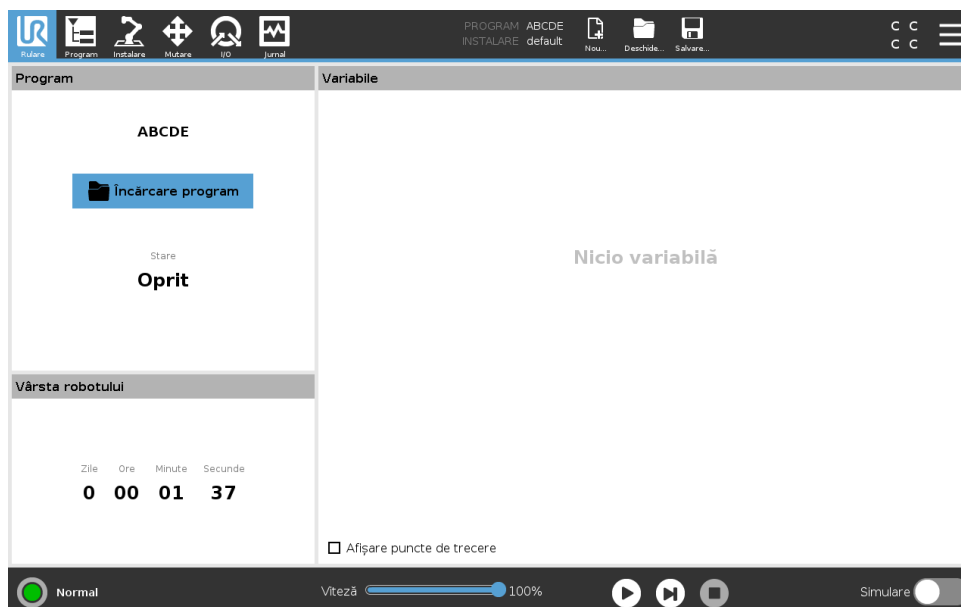 UR
Rulare Program Instalare Mutare I/O Jurnal
PROGRAM ABCDE
INSTALARE default
Nou... Deschide... Salvare...
C C
C C
Program
Variabile
ABCDE
Încărcare program
Stare
Oprit
Nicio variabilă
Vârsta robotului
Zile Ore Minute Secunde
0 00 01 37
Afișare puncte de trecere
Normal Viteză 100% Simulare